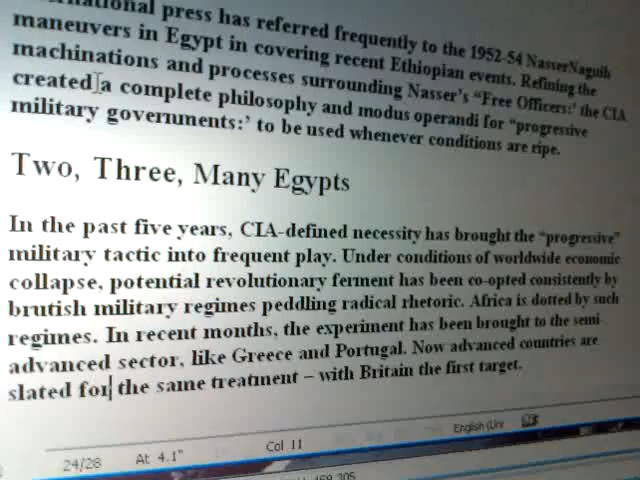 press has referred frequently to the 1952-54 NasserNaguib
maneuvers in Egypt in covering recent Ethiopian events. Refining the
machinations and processes surrounding Nasser's "Free Officers:' the CIA
created a complete philosophy and modus operandi for "progressive
military governments:' to be used whenever conditions are ripe.
Two, Three, Many Egypts
In the past five years, CIA-defined necessity has brought the "progressive"
military tactic into frequent play. Under conditions of worldwide economic
collapse, potential revolutionary ferment has been co-opted consistently by
brutish military regimes peddling radical rhetoric. Africa is dotted by such
regimes. In recent months, the experiment has been brought to the semi-
advanced sector, like Greece and Portugal. Now advanced countries are
slated for the same treatment – with Britain the first target.
24/28 At 4.1" Col 11 English (Uni